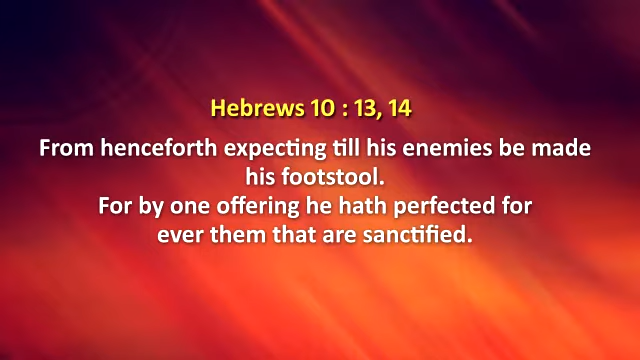 Hebrews 10 : 13, 14
From henceforth expecting till his enemies be made
his footstool.
For by one offering he hath perfected for
ever them that are sanctified.